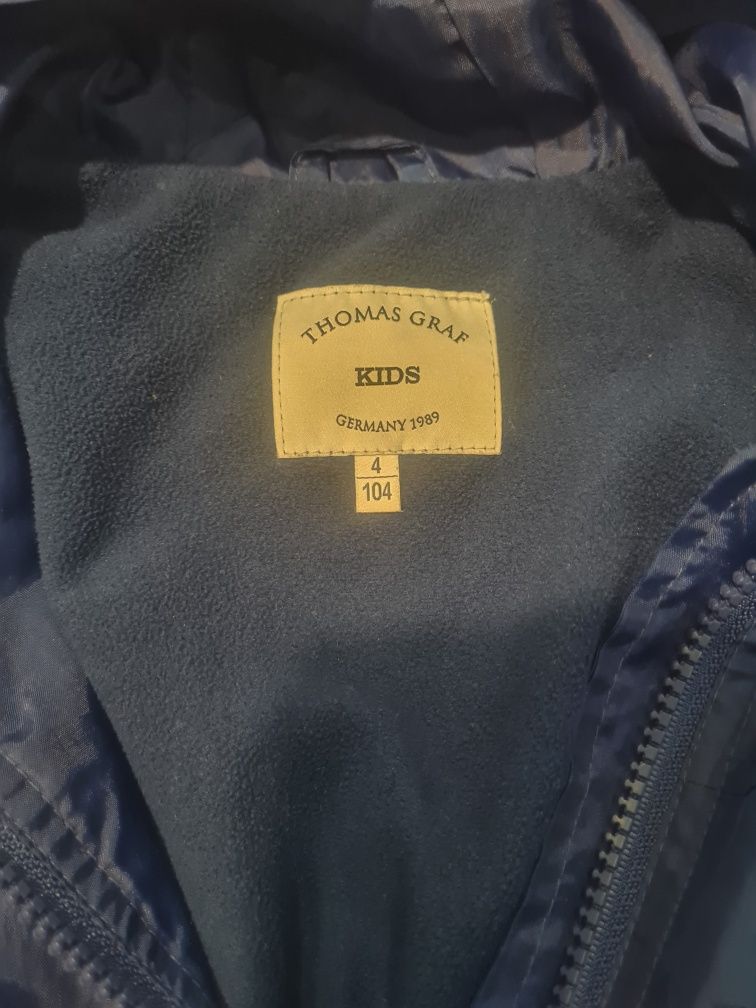 THOMAS GRAF
KIDS
GERMANY 1989
4
104